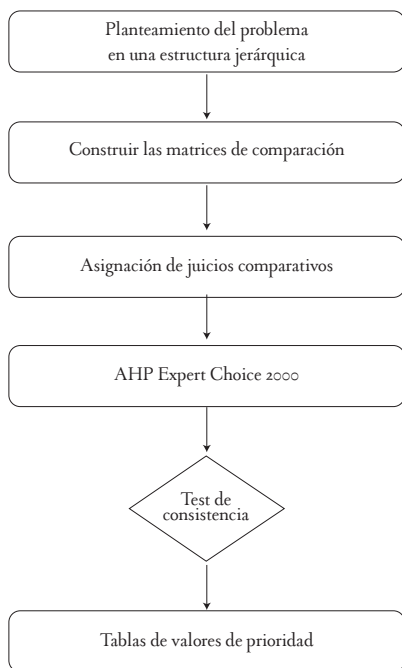 Planteamiento del problema
en una estructura jerárquica
Construir las matrices de comparación
Asignación de juicios comparativos
AHP Expert Choice 2000
Test de
consistencia
Tablas de valores de prioridad